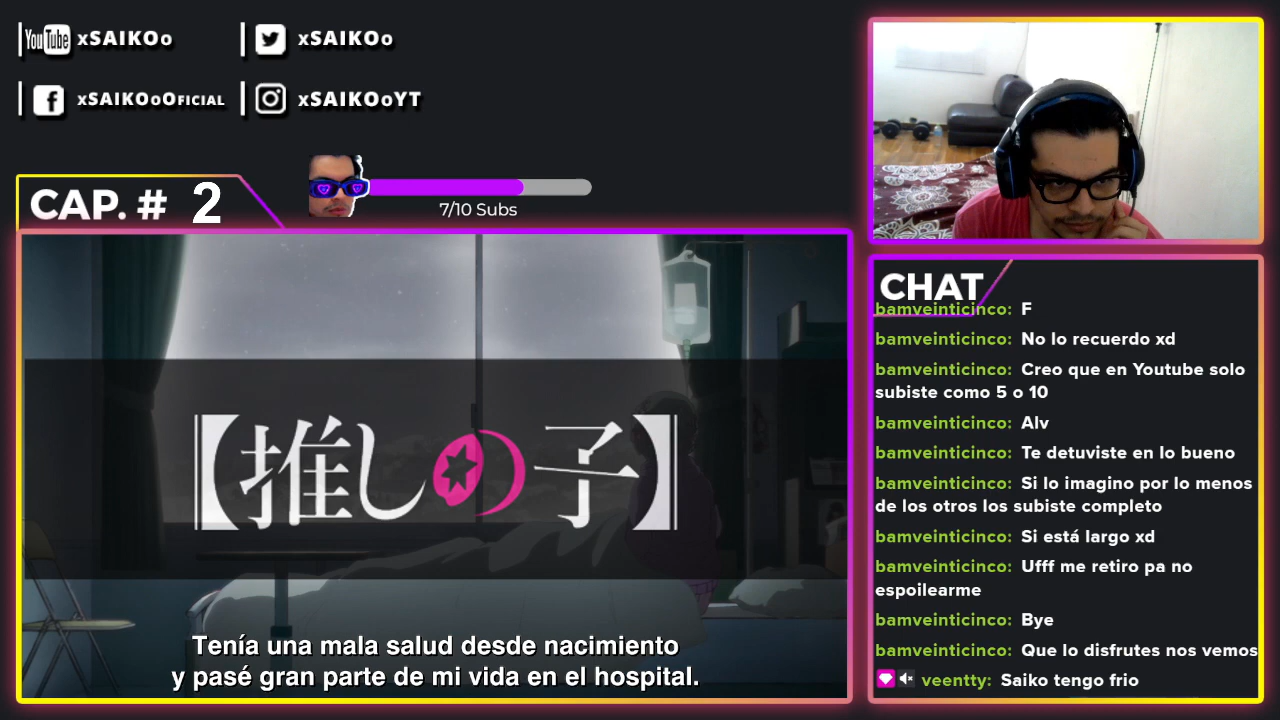 YouTube xSAIKOo
xSAIKOo
xSAIKOoOFICIAL
xSAIKOoYT
CAP. # 2
7/10 Subs
【推しの子】
Tenía una mala salud desde nacimiento
y pasé gran parte de mi vida en el hospital.
CHAT
bamveinticinco: F
bamveinticinco: No lo recuerdo xd
bamveinticinco: Creo que en Youtube solo
subiste como 5 o 10
bamveinticinco: Alv
bamveinticinco: Te detuviste en lo bueno
bamveinticinco: Si lo imagino por lo menos
de los otros los subiste completo
bamveinticinco: Si está largo xd
bamveinticinco: Ufff me retiro pa no
espoilearme
bamveinticinco: Bye
bamveinticinco: Que lo disfrutes nos vemos
veentty: Saiko tengo frio